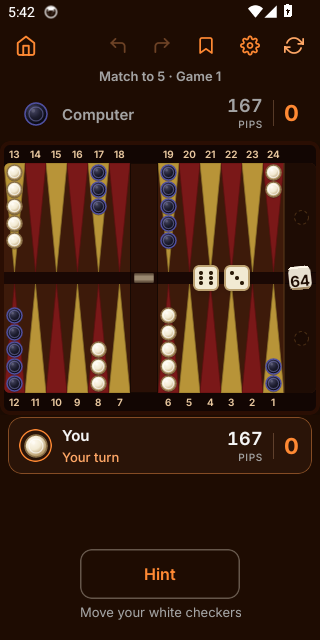 5:42
Match to 5 · Game 1
Computer
167
PIPS
0
13 14 15 16 17 18 19 20 21 22 23 24
64
12 11 10 9 8 7 6 5 4 3 2 1
You
Your turn
167
PIPS
0
Hint
Move your white checkers